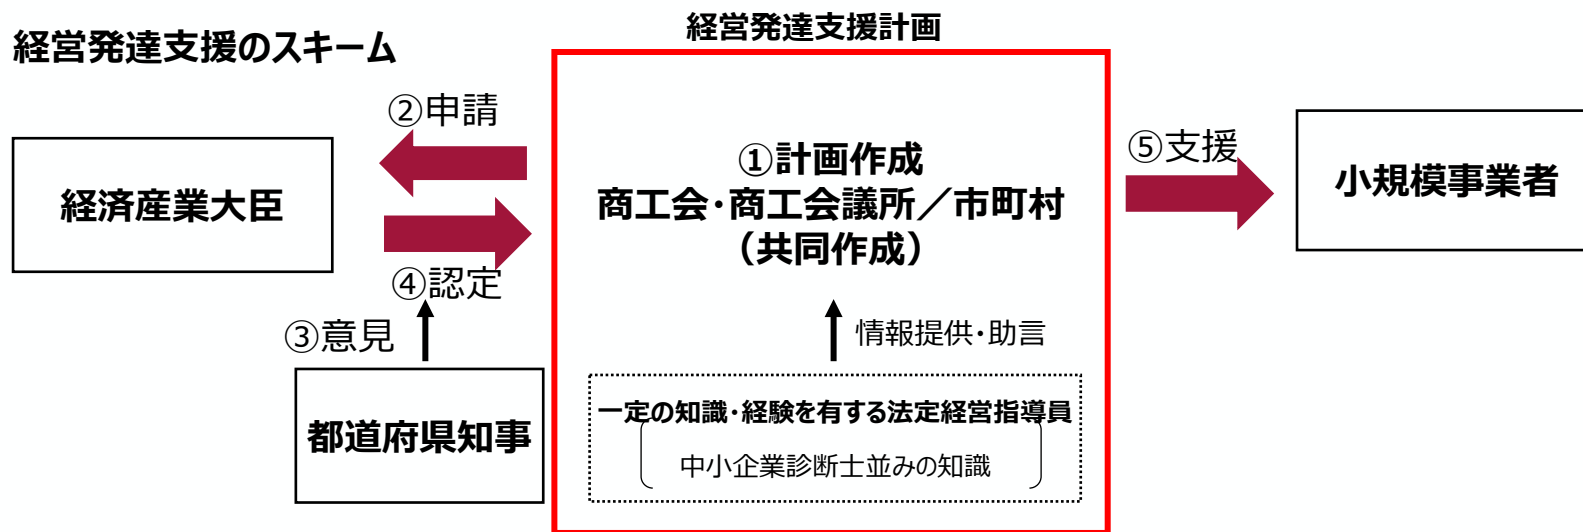 経営発達支援のスキーム
経営発達支援計画
②申請
経済産業大臣
④認定
③意見
都道府県知事
①計画作成
商工会・商工会議所／市町村
（共同作成）
情報提供・助言
一定の知識・経験を有する法定経営指導員
中小企業診断士並みの知識
⑤支援
小規模事業者